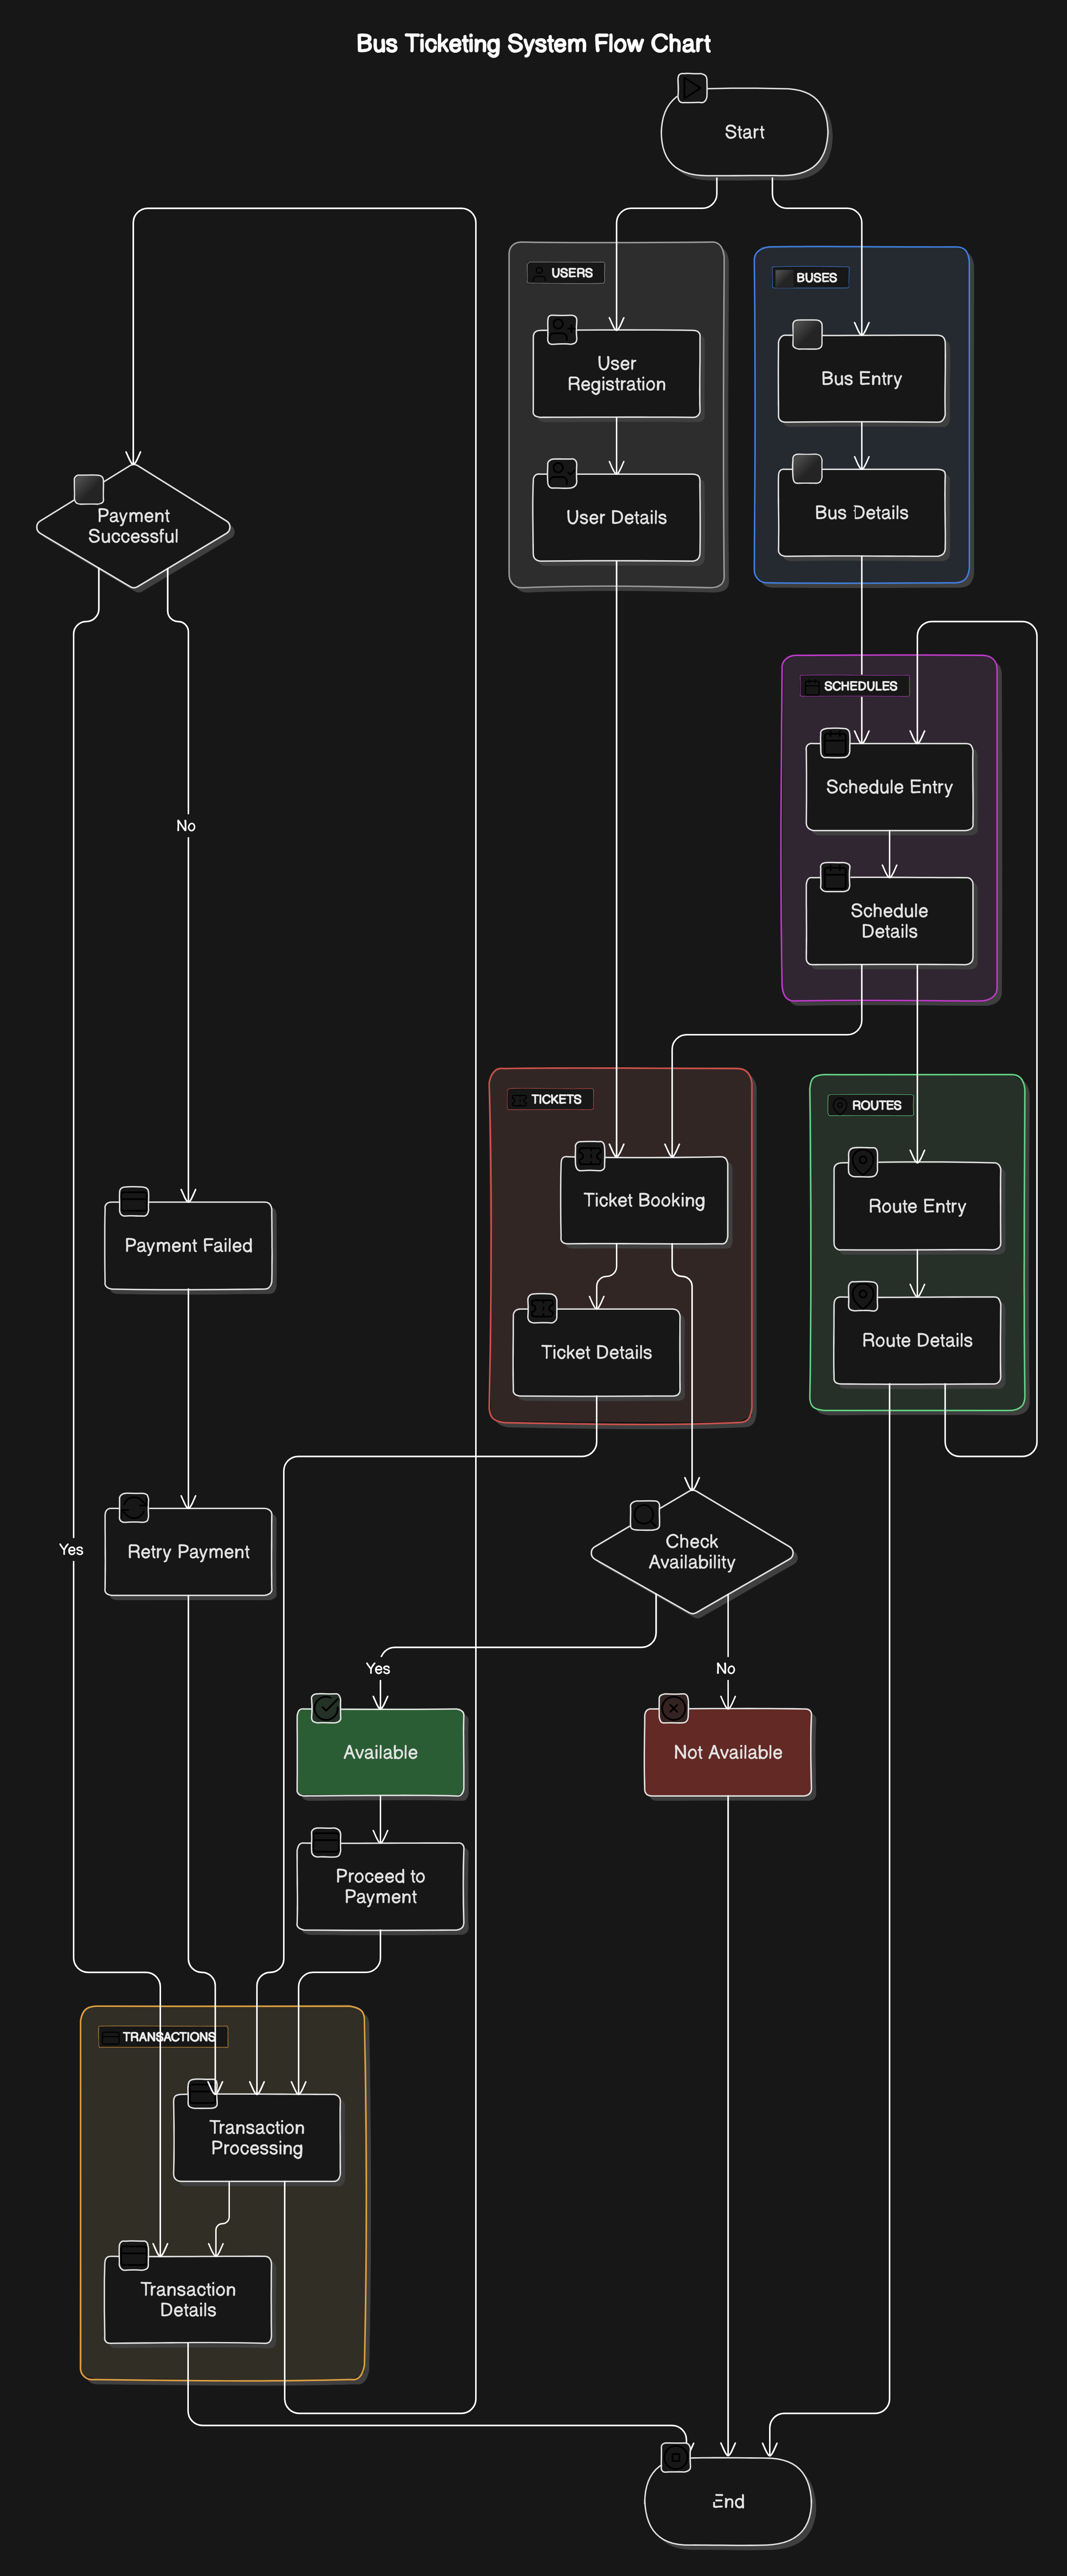 Bus Ticketing System Flow Chart
Start
USERS
BUSES
User
Registration
Bus Entry
User Details
Bus Details
Payment
Successful
SCHEDULES
Schedule Entry
No
Schedule
Details
TICKETS
ROUTES
Ticket Booking
Route Entry
Payment Failed
Route Details
Ticket Details
Yes
Retry Payment
Check
Availability
Yes
No
Available
Not Available
Proceed to
Payment
TRANSACTIONS
Transaction
Processing
Transaction
Details
End